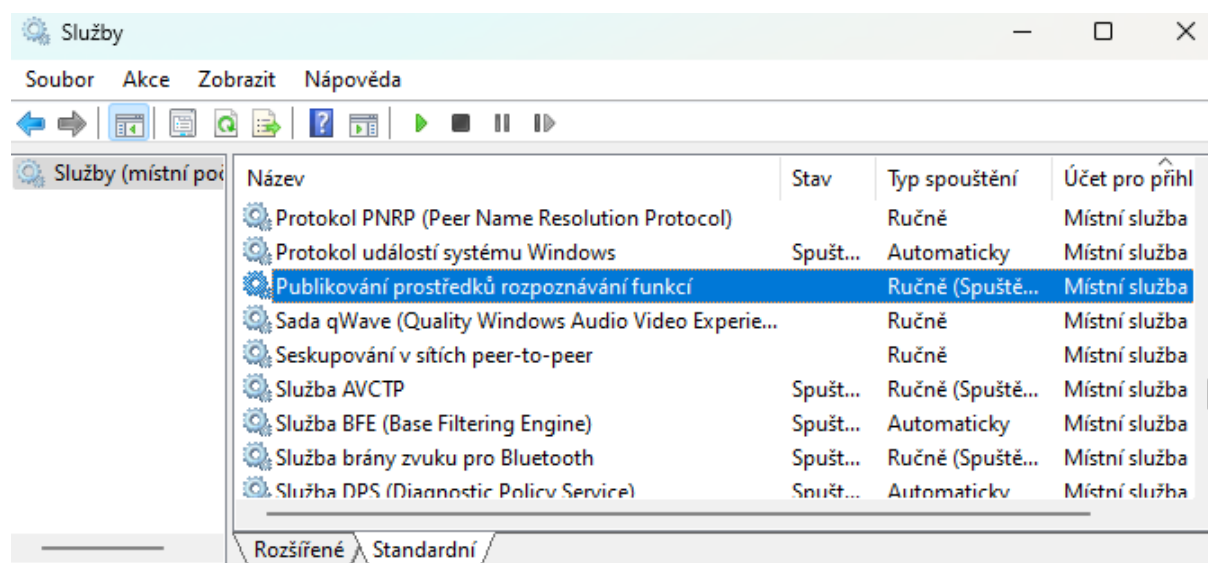 Služby
Soubor Akce Zobrazit Nápověda
Služby (místní poč
Název Stav Typ spouštění Účet pro přihl
Protokol PNRP (Peer Name Resolution Protocol) Ručně Místní služba
Protokol událostí systému Windows Spušt... Automaticky Místní služba
Publikování prostředků rozpoznávání funkcí Ručně (Spuště... Místní služba
Sada qWave (Quality Windows Audio Video Experie... Ručně Místní služba
Seskupování v sítích peer-to-peer Ručně Místní služba
Služba AVCTP Spušt... Ručně (Spuště... Místní služba
Služba BFE (Base Filtering Engine) Spušt... Automaticky Místní služba
Služba brány zvuku pro Bluetooth Spušt... Ručně (Spuště... Místní služba
Služba DPS (Diagnostic Policy Service) Spušt... Automaticky Místní služba
Rozšířené Standardní